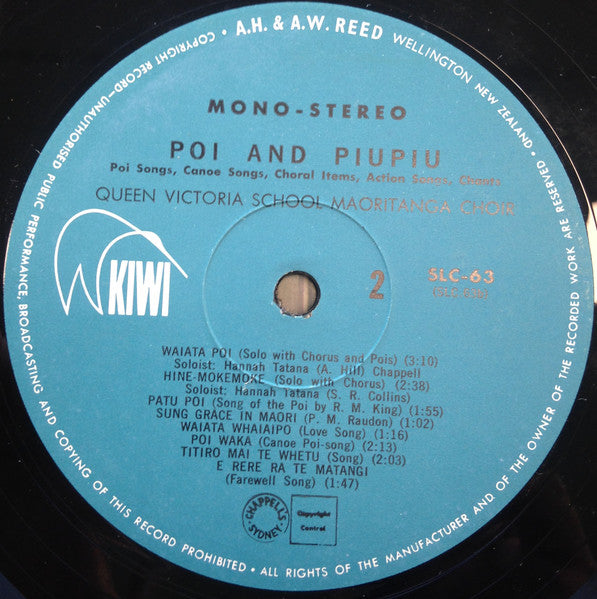 COPYRIGHT RECORD—UNAUTHORISED PUBLIC PERFORMANCE, BROADCASTING AND COPYING OF THIS RECORD PROHIBITED • ALL RIGHTS OF THE MANUFACTURER AND OF THE OWNER OF THE RECORDED WORK ARE RESERVED
• A.H. & A.W. REED WELLINGTON NEW ZEALAND •
MONO-STEREO
POI AND PIUPIU
Poi Songs, Canoe Songs, Choral Items, Action Songs, Chants
QUEEN VICTORIA SCHOOL MAORITANGA CHOIR
KIWI
2
SLC-63
WAIATA POI (Solo with Chorus and Pois) (3:10)
Soloist: Hannah Tatana (A. Hill) Chappell
HINE-MOKEMOKE (Solo with Chorus) (2:38)
Soloist: Hannah Tatana (S. R. Collins)
PATU POI (Song of the Poi by R. M. King) (1:55)
SUNG GRACE IN MAORI (P. M. Raudon) (1:02)
WAIATA WHAIAIPO (Love Song) (1:16)
POI WAKA (Canoe Poi-song) (2:13)
TITIRO MAI TE WHETU (Song) (2:03)
E RERE RA TE MATANGI
(Farewell Song) (1:47)
CHAPPELL'S
SYDNEY
Copyright
Control